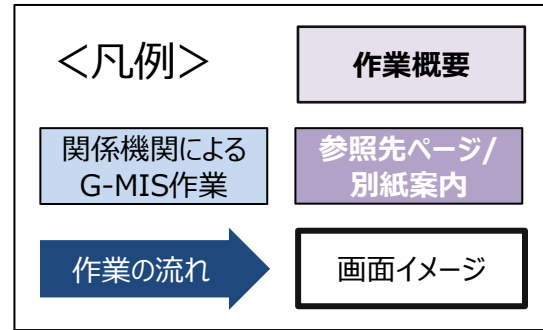 ＜凡例＞
作業概要
関係機関による
G-MIS作業
参照先ページ/
別紙案内
作業の流れ
画面イメージ